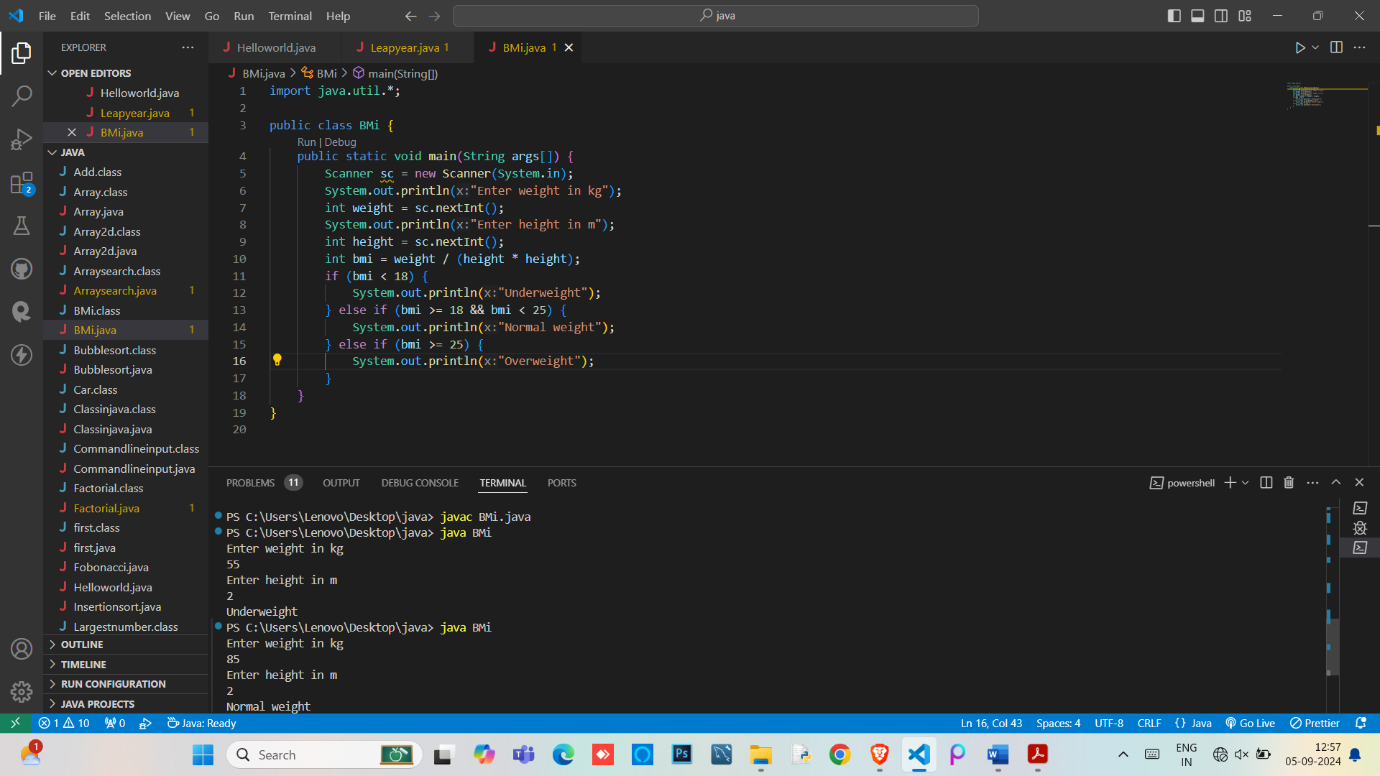 File Edit Selection View Go Run Terminal Help
java
EXPLORER
OPEN EDITORS
Helloworld.java
Leapyear.java 1
BMi.java 1
JAVA
Add.class
Array.class
Array.java
Array2d.class
Array2d.java
Arraysearch.class
Arraysearch.java 1
BMi.class
BMi.java 1
Bubblesort.class
Bubblesort.java
Car.class
Classinjava.class
Classinjava.java
Commandlineinput.class
Commandlineinput.java
Factorial.class
Factorial.java 1
first.class
first.java
Fobonacci.java
Helloworld.java
Insertionsort.java
Largestnumber.class
OUTLINE
TIMELINE
RUN CONFIGURATION
JAVA PROJECTS
2
Helloworld.java Leapyear.java 1 BMi.java 1
BMi.java > BMi > main(String[])
1 import java.util.*;
2
3 public class BMi {
Run | Debug
4 public static void main(String args[]) {
5 Scanner sc = new Scanner(System.in);
6 System.out.println(x:"Enter weight in kg");
7 int weight = sc.nextInt();
8 System.out.println(x:"Enter height in m");
9 int height = sc.nextInt();
10 int bmi = weight / (height * height);
11 if (bmi < 18) {
12 System.out.println(x:"Underweight");
13 } else if (bmi >= 18 && bmi < 25) {
14 System.out.println(x:"Normal weight");
15 } else if (bmi >= 25) {
16 System.out.println(x:"Overweight");
17 }
18 }
19 }
20
PROBLEMS 11 OUTPUT DEBUG CONSOLE TERMINAL PORTS
powershell
PS C:\Users\Lenovo\Desktop\java> javac BMi.java
PS C:\Users\Lenovo\Desktop\java> java BMi
Enter weight in kg
55
Enter height in m
2
Underweight
PS C:\Users\Lenovo\Desktop\java> java BMi
Enter weight in kg
85
Enter height in m
2
Normal weight
1 10 0 Java: Ready
Ln 16, Col 43 Spaces: 4 UTF-8 CRLF {} Java Go Live Prettier
1
Search
Ps
W
ENG
IN
12:57
05-09-2024